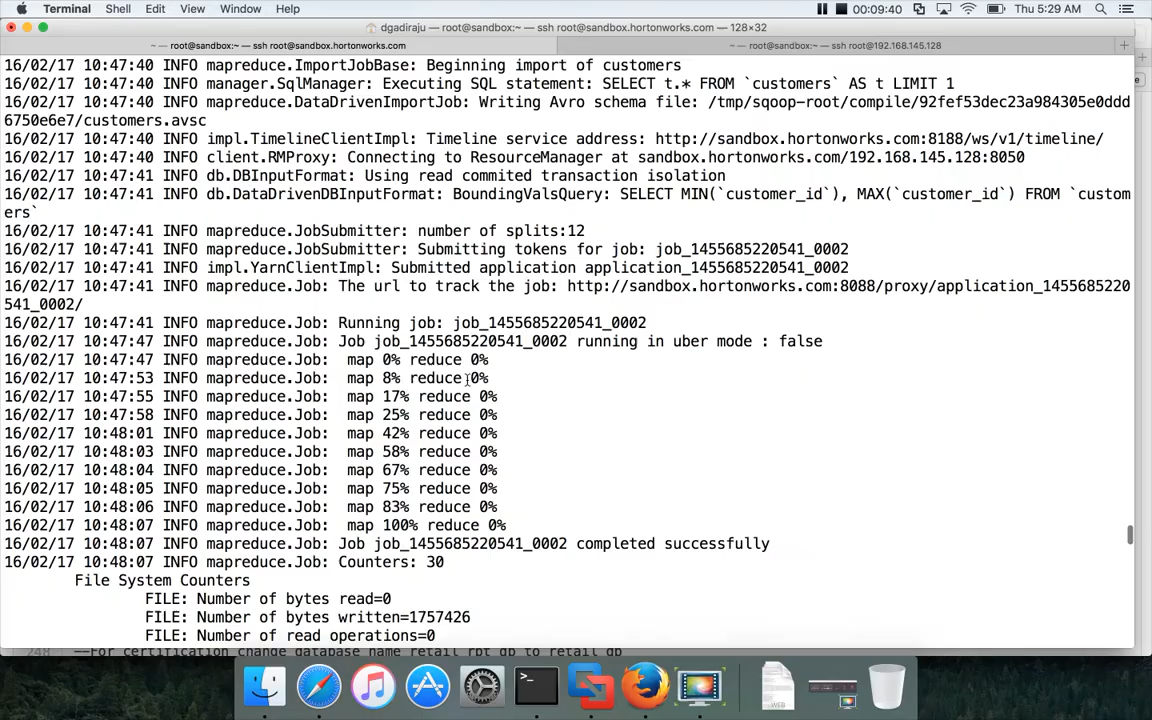 Terminal Shell Edit View Window Help 00:09:40 Thu 5:29 AM
dgadiraju — root@sandbox:~ — ssh root@sandbox.hortonworks.com — 128×32
~ — root@sandbox:~ — ssh root@sandbox.hortonworks.com ~ — root@sandbox:~ — ssh root@192.168.145.128
16/02/17 10:47:40 INFO mapreduce.ImportJobBase: Beginning import of customers
16/02/17 10:47:40 INFO manager.SqlManager: Executing SQL statement: SELECT t.* FROM `customers` AS t LIMIT 1
16/02/17 10:47:40 INFO mapreduce.DataDrivenImportJob: Writing Avro schema file: /tmp/sqoop-root/compile/92fef53dec23a984305e0ddd
6750e6e7/customers.avsc
16/02/17 10:47:40 INFO impl.TimelineClientImpl: Timeline service address: http://sandbox.hortonworks.com:8188/ws/v1/timeline/
16/02/17 10:47:40 INFO client.RMProxy: Connecting to ResourceManager at sandbox.hortonworks.com/192.168.145.128:8050
16/02/17 10:47:41 INFO db.DBInputFormat: Using read commited transaction isolation
16/02/17 10:47:41 INFO db.DataDrivenDBInputFormat: BoundingValsQuery: SELECT MIN(`customer_id`), MAX(`customer_id`) FROM `custom
ers`
16/02/17 10:47:41 INFO mapreduce.JobSubmitter: number of splits:12
16/02/17 10:47:41 INFO mapreduce.JobSubmitter: Submitting tokens for job: job_1455685220541_0002
16/02/17 10:47:41 INFO impl.YarnClientImpl: Submitted application application_1455685220541_0002
16/02/17 10:47:41 INFO mapreduce.Job: The url to track the job: http://sandbox.hortonworks.com:8088/proxy/application_1455685220
541_0002/
16/02/17 10:47:41 INFO mapreduce.Job: Running job: job_1455685220541_0002
16/02/17 10:47:47 INFO mapreduce.Job: Job job_1455685220541_0002 running in uber mode : false
16/02/17 10:47:47 INFO mapreduce.Job:  map 0% reduce 0%
16/02/17 10:47:53 INFO mapreduce.Job:  map 8% reduce 0%
16/02/17 10:47:55 INFO mapreduce.Job:  map 17% reduce 0%
16/02/17 10:47:58 INFO mapreduce.Job:  map 25% reduce 0%
16/02/17 10:48:01 INFO mapreduce.Job:  map 42% reduce 0%
16/02/17 10:48:03 INFO mapreduce.Job:  map 58% reduce 0%
16/02/17 10:48:04 INFO mapreduce.Job:  map 67% reduce 0%
16/02/17 10:48:05 INFO mapreduce.Job:  map 75% reduce 0%
16/02/17 10:48:06 INFO mapreduce.Job:  map 83% reduce 0%
16/02/17 10:48:07 INFO mapreduce.Job:  map 100% reduce 0%
16/02/17 10:48:07 INFO mapreduce.Job: Job job_1455685220541_0002 completed successfully
16/02/17 10:48:07 INFO mapreduce.Job: Counters: 30
File System Counters
FILE: Number of bytes read=0
FILE: Number of bytes written=1757426
FILE: Number of read operations=0
248 --For certification change database name retail_rpt_db to retail_db
WEB